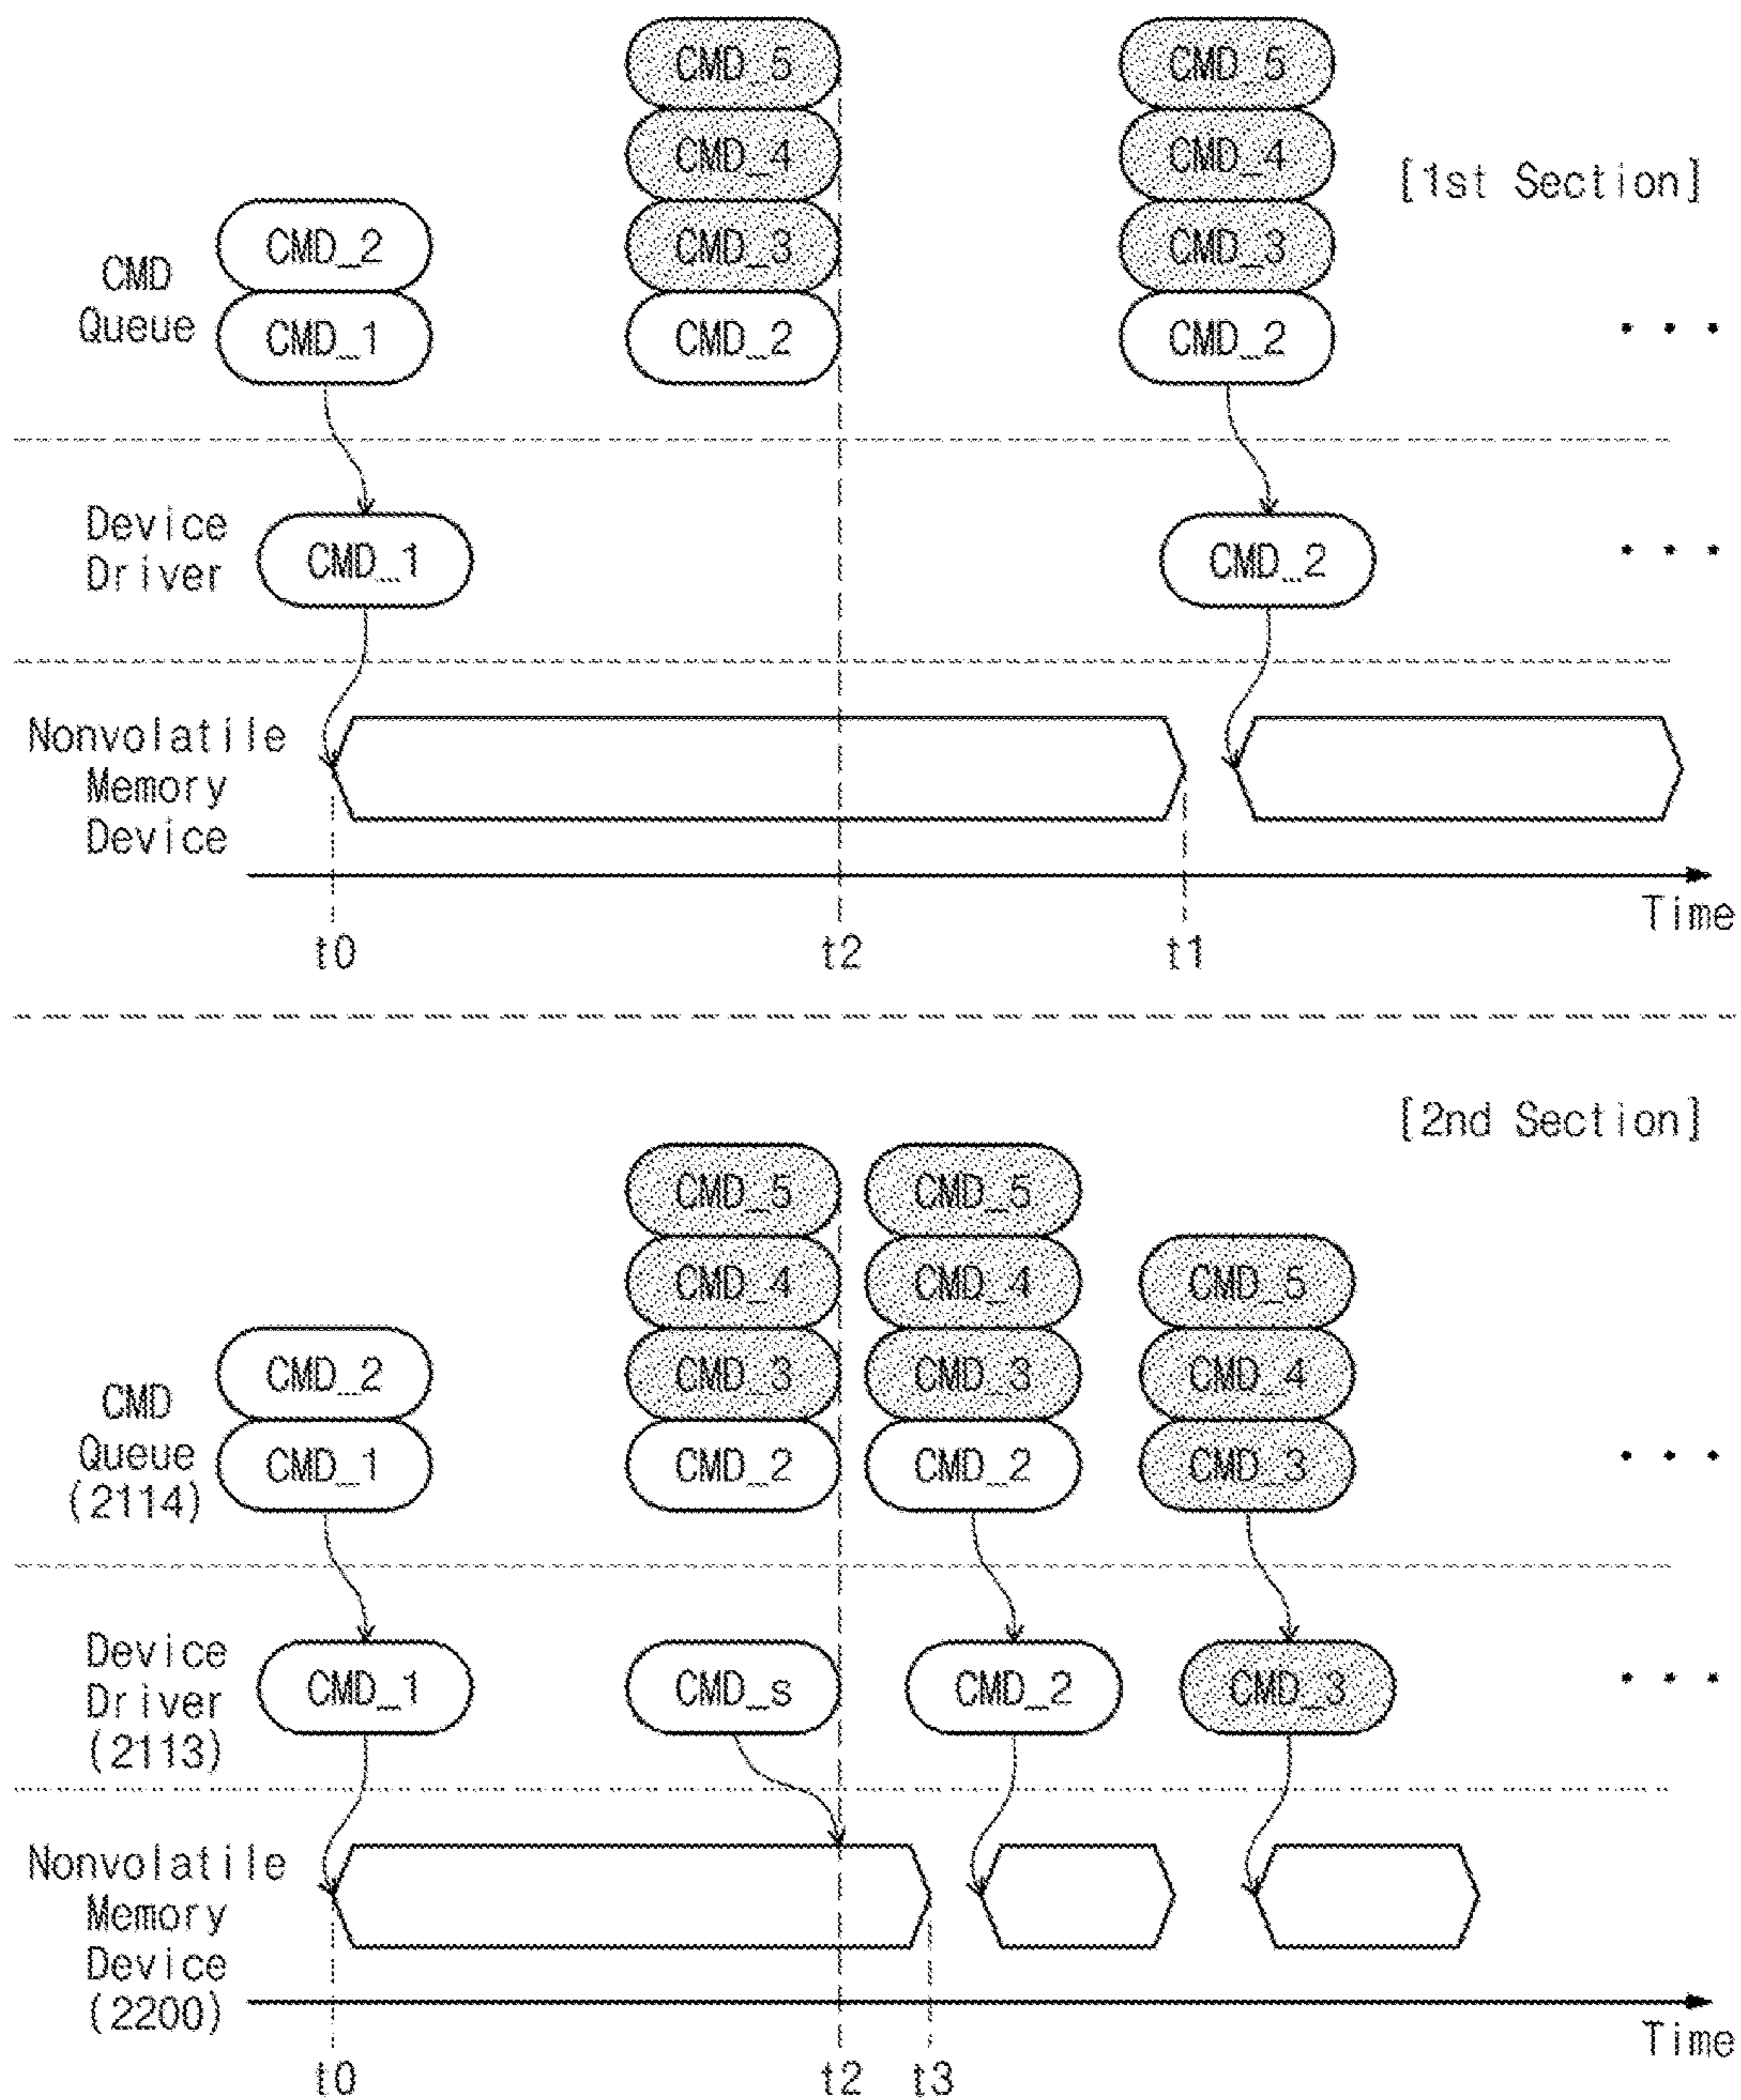 CMD_5
CMD_5
CMD_4
CMD_4
[1st Section]
CMD_2
CMD_3
CMD_3
CMD
Queue
CMD_1
CMD_2
CMD_2
. . .
Device
Driver
CMD_1
CMD_2
. . .
Nonvolatile
Memory
Device
Time
t0
t2
t1
[2nd Section]
CMD_5
CMD_5
CMD_4
CMD_4
CMD_5
CMD_2
CMD_3
CMD_3
CMD_4
CMD
Queue
(2114)
CMD_1
CMD_2
CMD_2
CMD_3
. . .
Device
Driver
(2113)
CMD_1
CMD_s
CMD_2
CMD_3
. . .
Nonvolatile
Memory
Device
(2200)
Time
t0
t2
t3